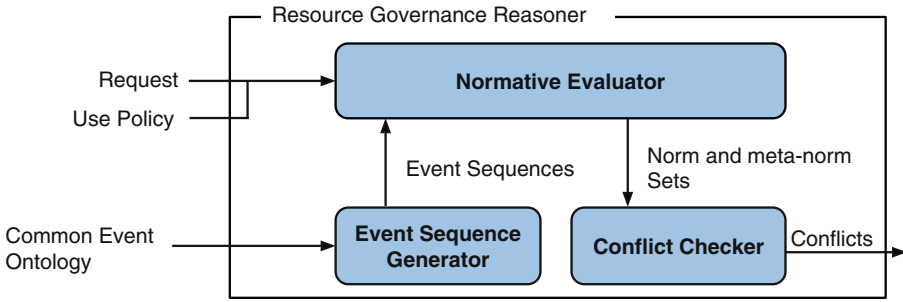 Resource Governance Reasoner
Request
Normative Evaluator
Use Policy
Event Sequences
Norm and meta-norm
Sets
Common Event
Ontology
Event Sequence
Generator
Conflict Checker
Conflicts